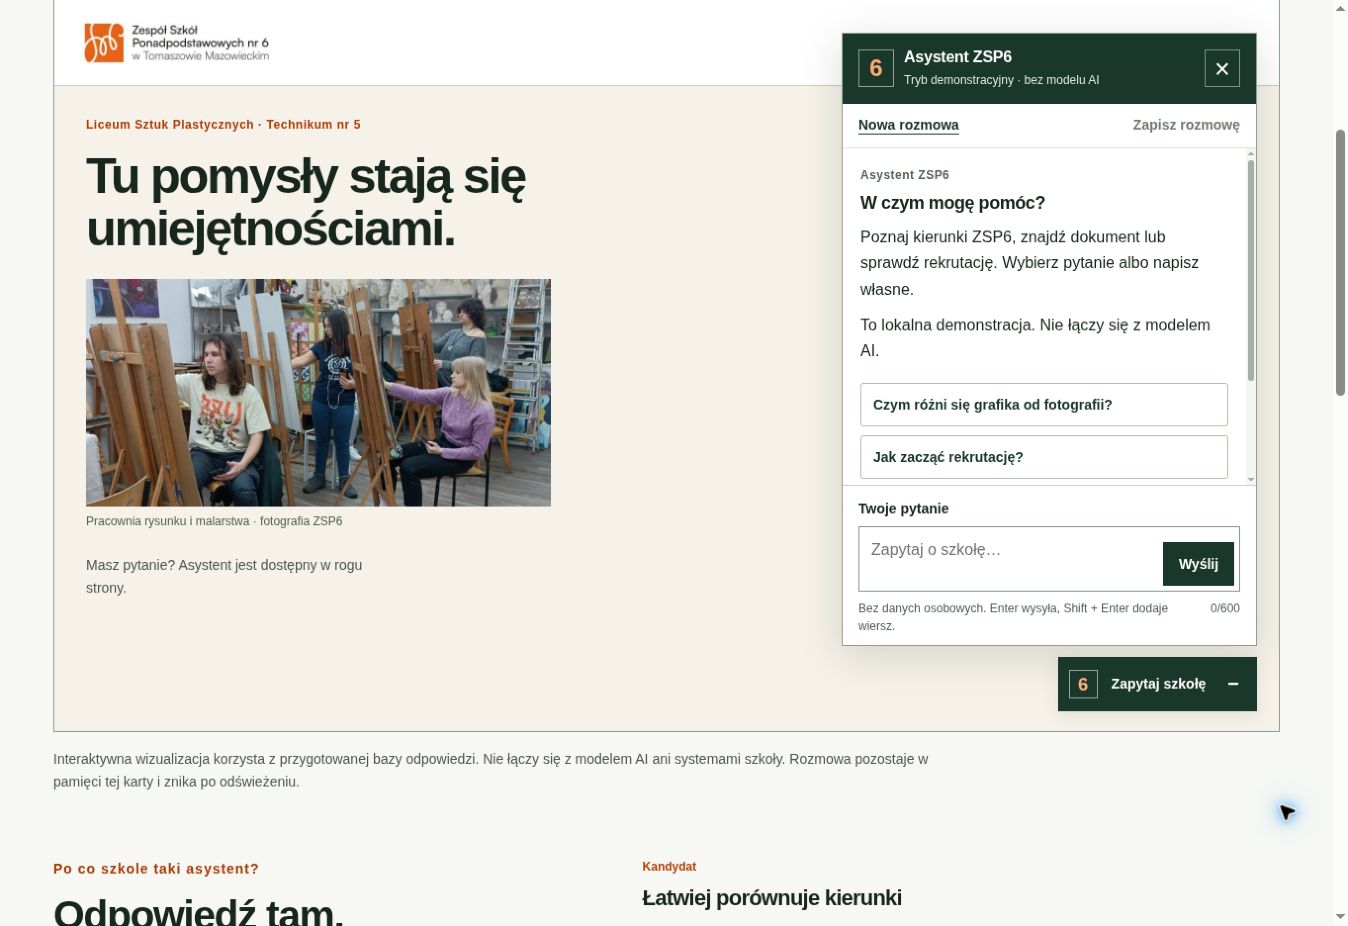 Zespół Szkół
Ponadpodstawowych nr 6
w Tomaszowie Mazowieckim
Liceum Sztuk Plastycznych · Technikum nr 5
Tu pomysły stają się
umiejętnościami.
Pracownia rysunku i malarstwa · fotografia ZSP6
Masz pytanie? Asystent jest dostępny w rogu
strony.
6
Asystent ZSP6
Tryb demonstracyjny · bez modelu AI
×
Nowa rozmowa
Zapisz rozmowę
Asystent ZSP6
W czym mogę pomóc?
Poznaj kierunki ZSP6, znajdź dokument lub
sprawdź rekrutację. Wybierz pytanie albo napisz
własne.
To lokalna demonstracja. Nie łączy się z modelem
AI.
Czym różni się grafika od fotografii?
Jak zacząć rekrutację?
Twoje pytanie
Zapytaj o szkołę…
Wyślij
Bez danych osobowych. Enter wysyła, Shift + Enter dodaje
wiersz.
0/600
6
Zapytaj szkołę
−
Interaktywna wizualizacja korzysta z przygotowanej bazy odpowiedzi. Nie łączy się z modelem AI ani systemami szkoły. Rozmowa pozostaje w
pamięci tej karty i znika po odświeżeniu.
Po co szkole taki asystent?
Odpowiedź tam,
Kandydat
Łatwiej porównuje kierunki